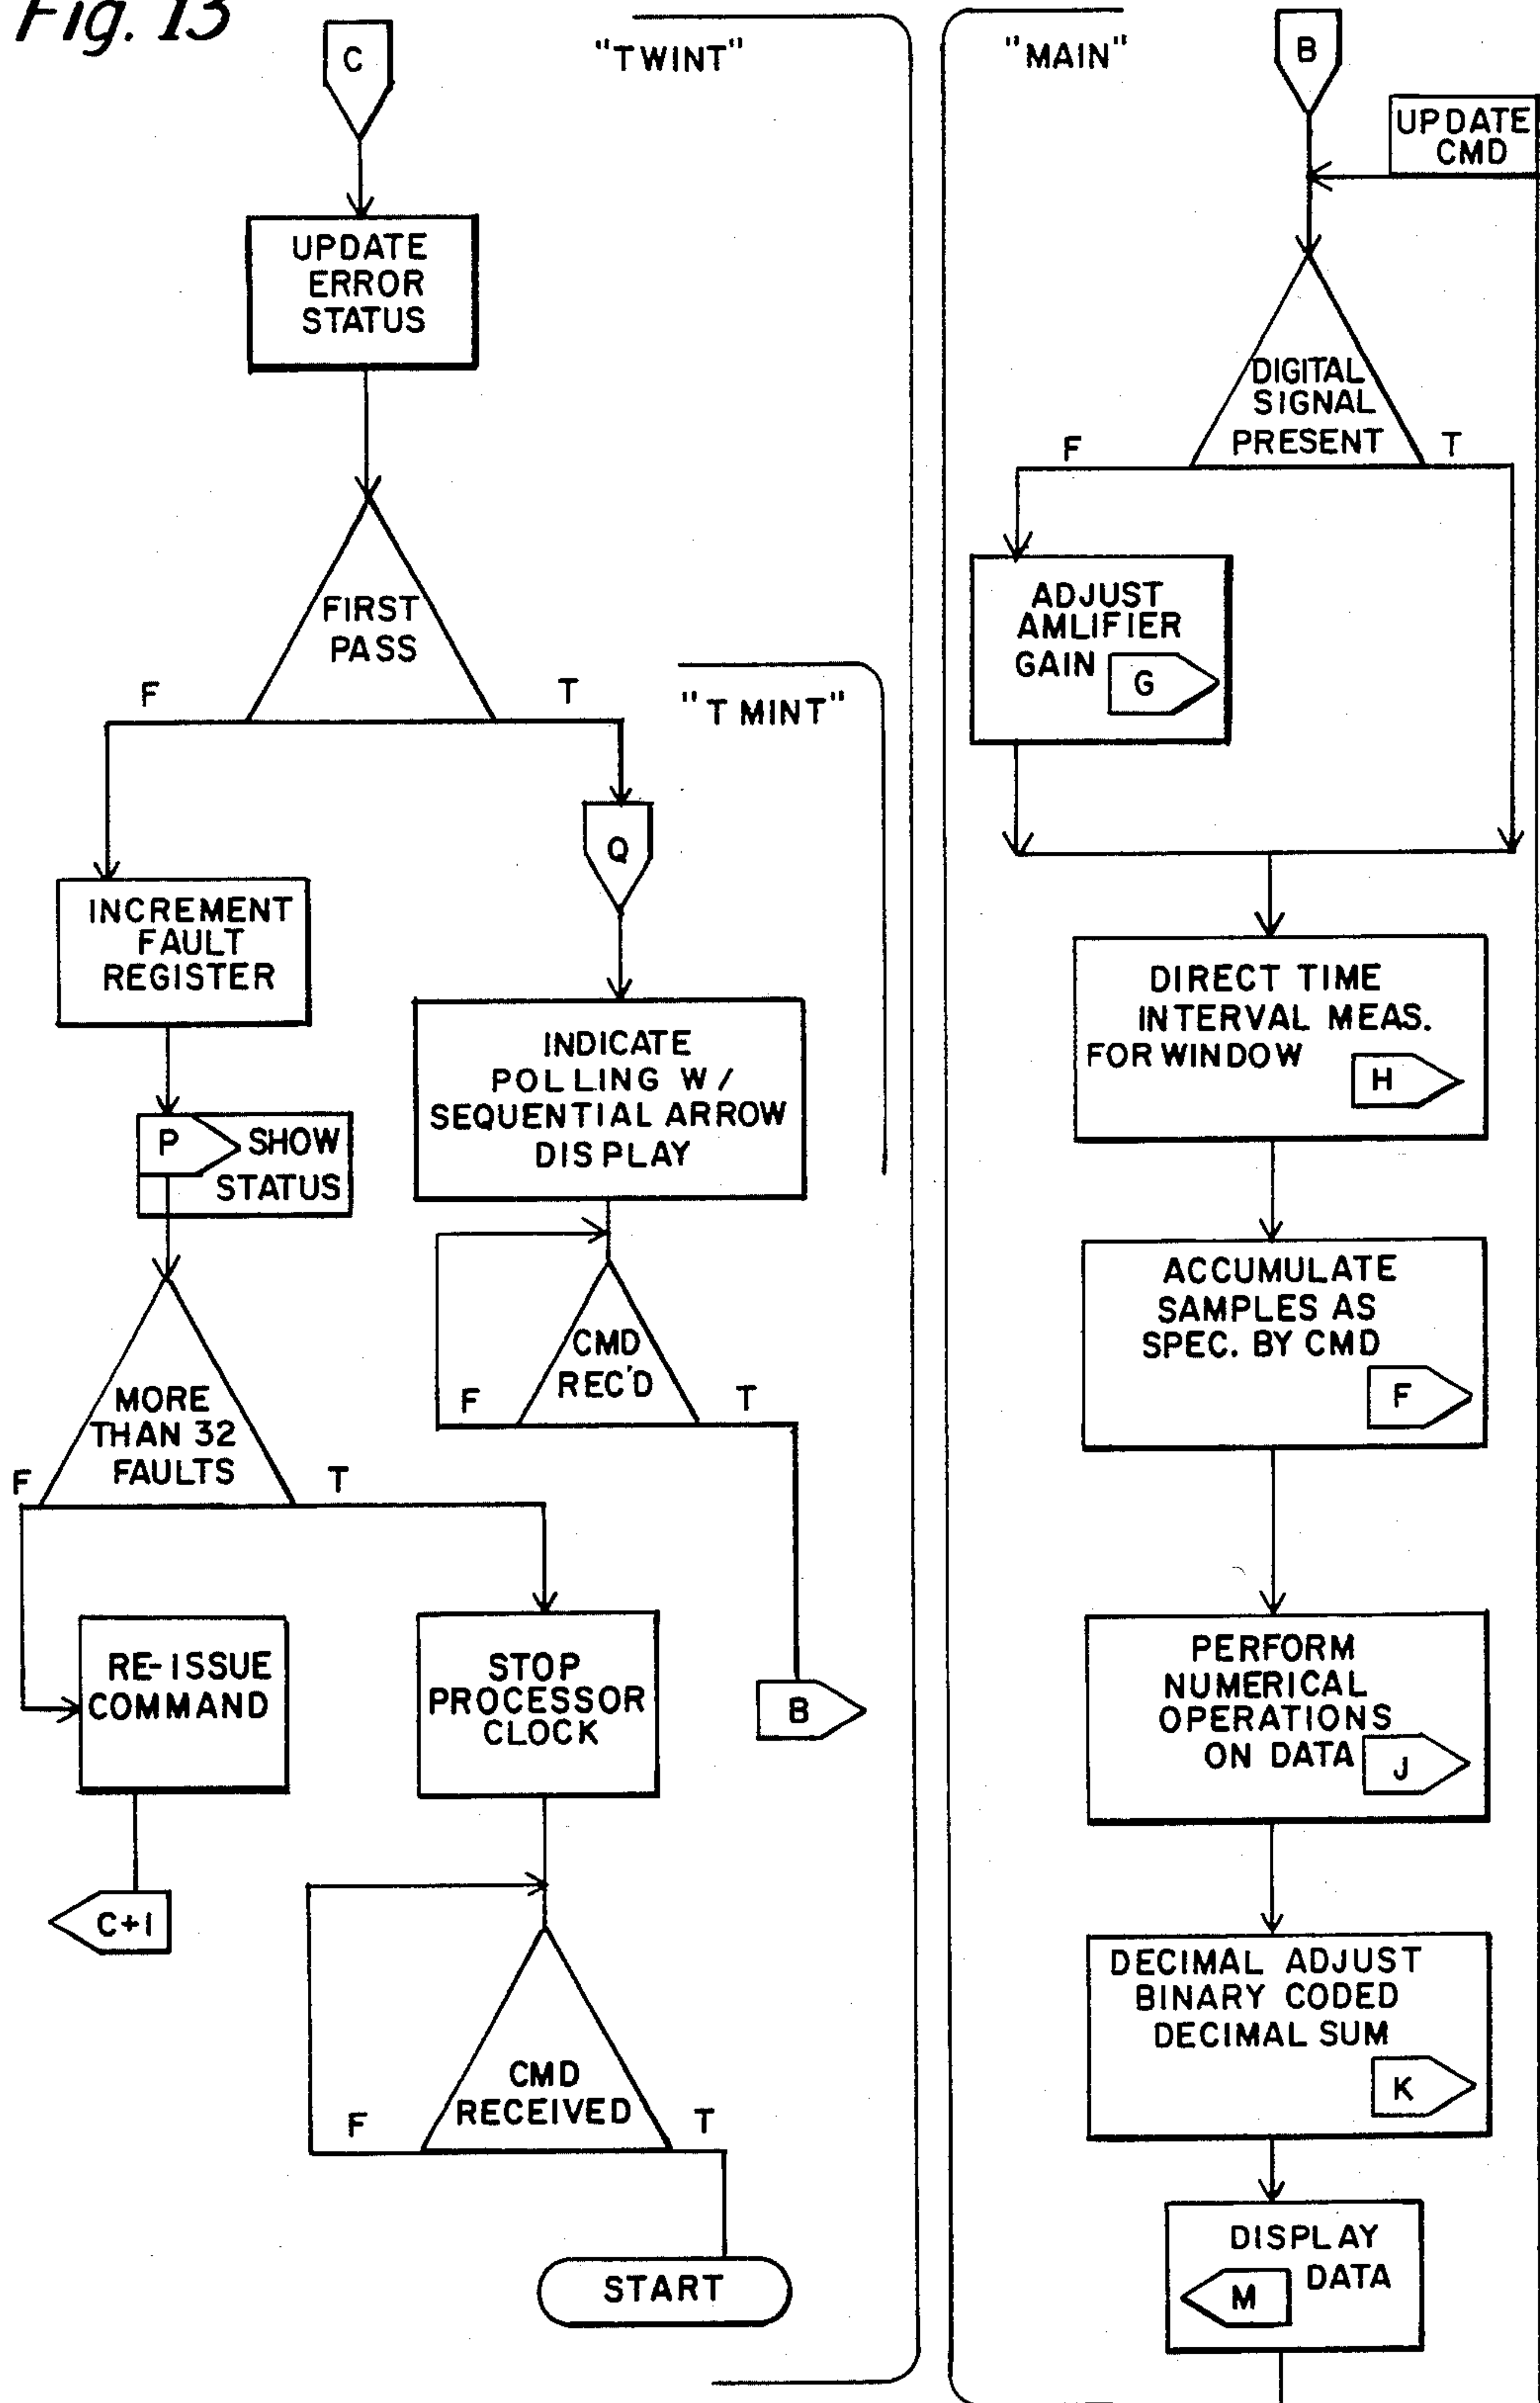 Fig. 13
C
"TWINT"
UPDATE
ERROR
STATUS
FIRST
PASS
F
T
"T MINT"
Q
INCREMENT
FAULT
REGISTER
INDICATE
POLLING W/
SEQUENTIAL ARROW
DISPLAY
P
SHOW
STATUS
CMD
REC'D
F
T
MORE
THAN 32
FAULTS
F
T
RE-ISSUE
COMMAND
STOP
PROCESSOR
CLOCK
B
C+1
CMD
RECEIVED
F
T
START
"MAIN"
B
UPDATE
CMD
DIGITAL
SIGNAL
PRESENT
F
T
ADJUST
AMLIFIER
GAIN
G
DIRECT TIME
INTERVAL MEAS.
FOR WINDOW
H
ACCUMULATE
SAMPLES AS
SPEC. BY CMD
F
PERFORM
NUMERICAL
OPERATIONS
ON DATA
J
DECIMAL ADJUST
BINARY CODED
DECIMAL SUM
K
DISPLAY
DATA
M